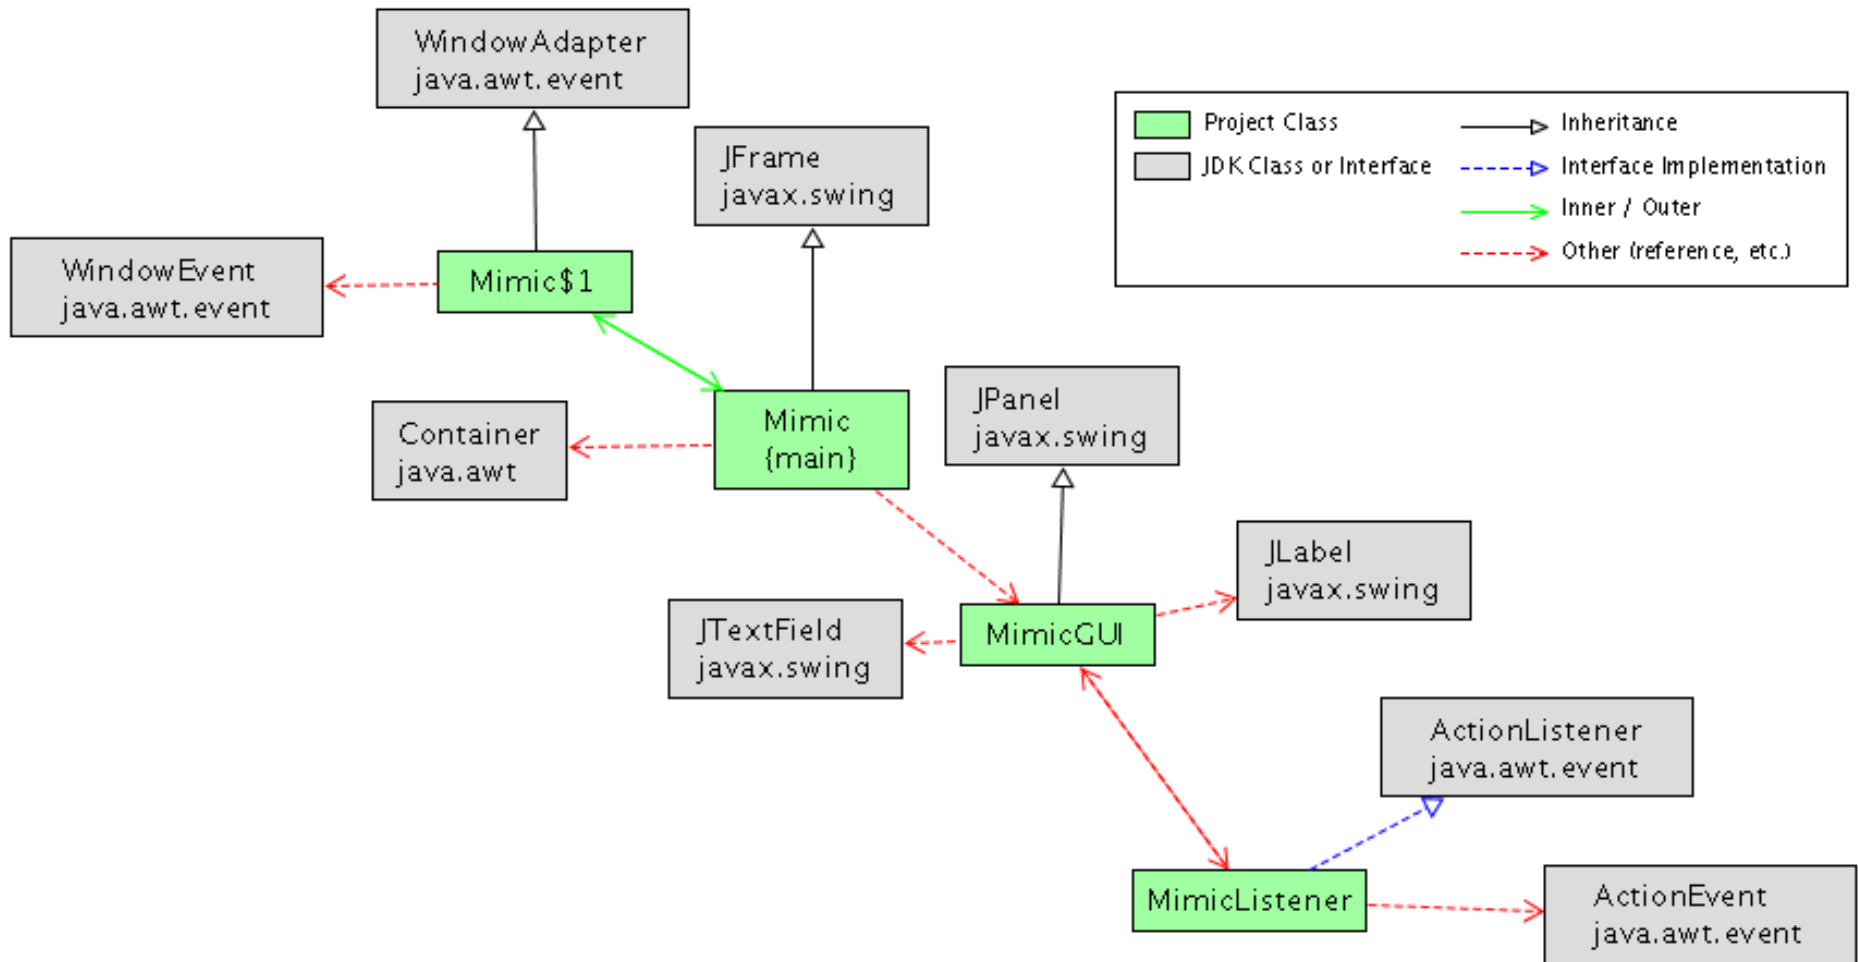 WindowAdapter
java.awt.event
JFrame
javax.swing
Project Class
Inheritance
JDK Class or Interface
Interface Implementation
Inner / Outer
Other (reference, etc.)
WindowEvent
java.awt.event
Mimic$1
Container
java.awt
Mimic
{main}
JPanel
javax.swing
JLabel
javax.swing
JTextField
javax.swing
MimicGUI
ActionListener
java.awt.event
MimicListener
ActionEvent
java.awt.event